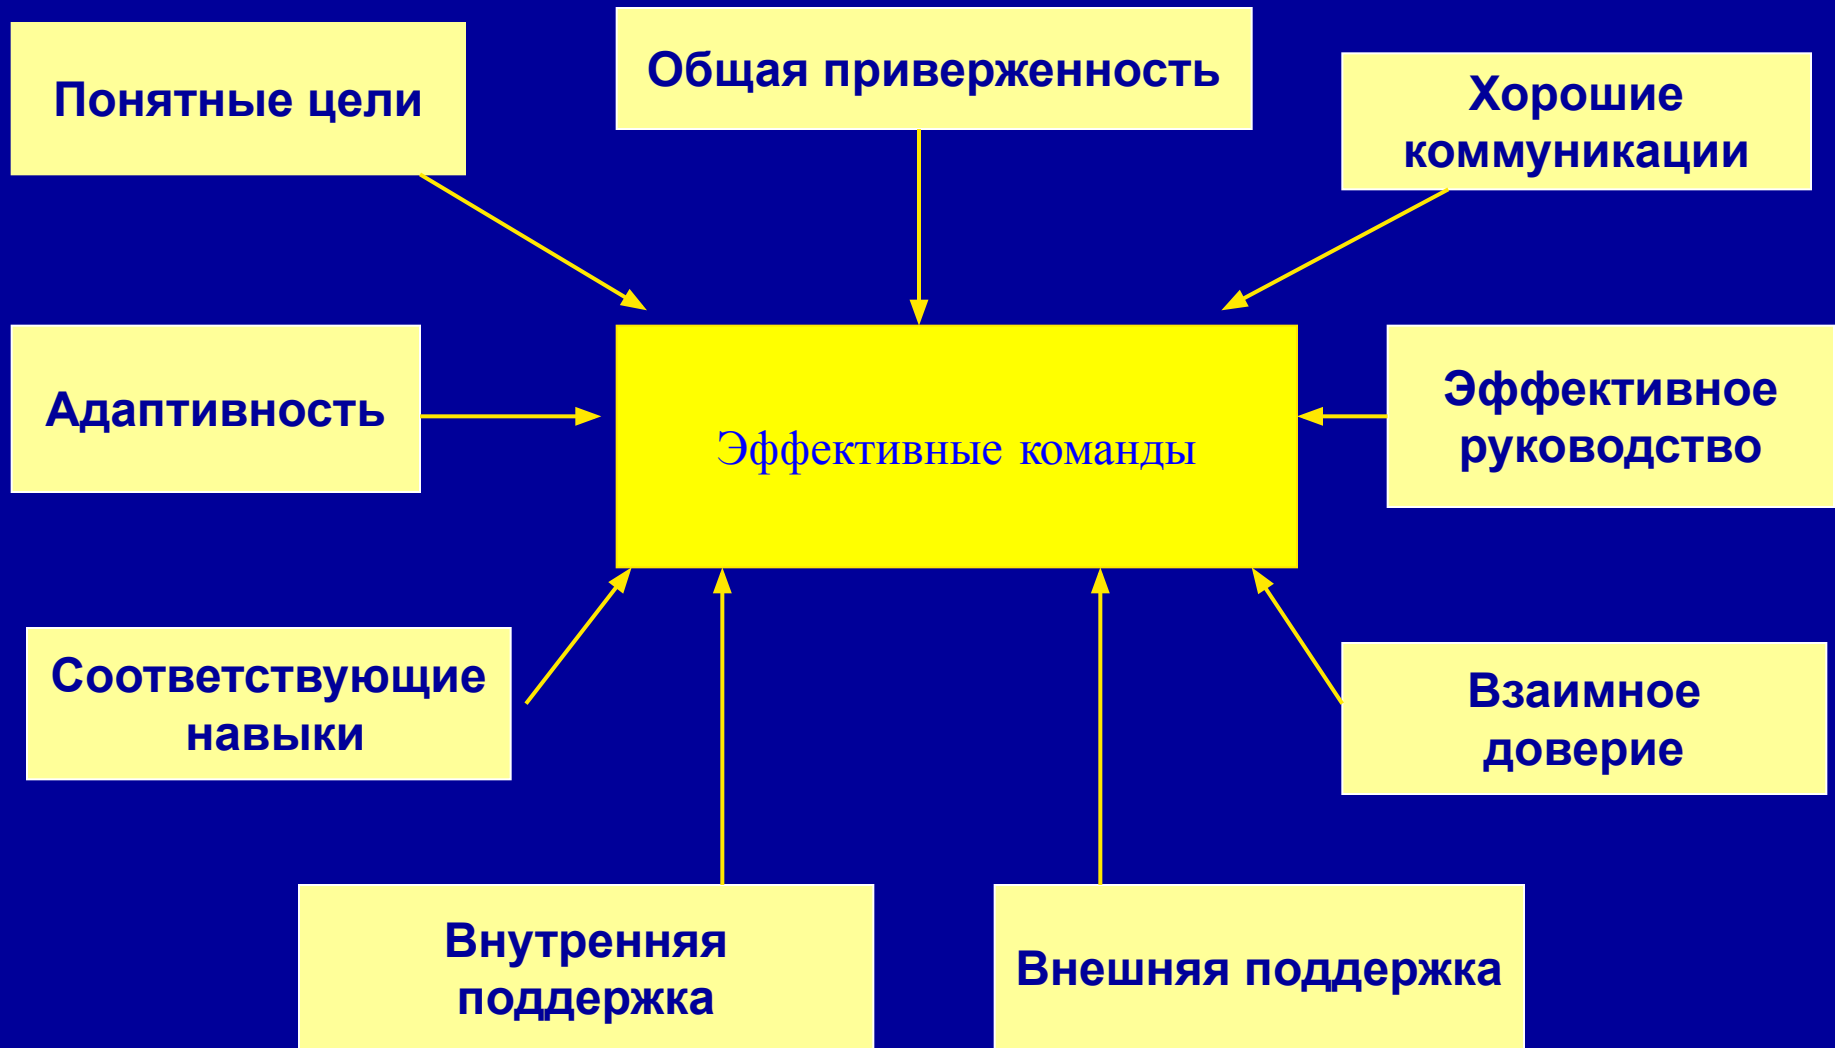 Понятные цели
Общая приверженность
Хорошие
коммуникации
Адаптивность
Эффективные команды
Эффективное
руководство
Соответствующие
навыки
Взаимное
доверие
Внутренняя
поддержка
Внешняя поддержка